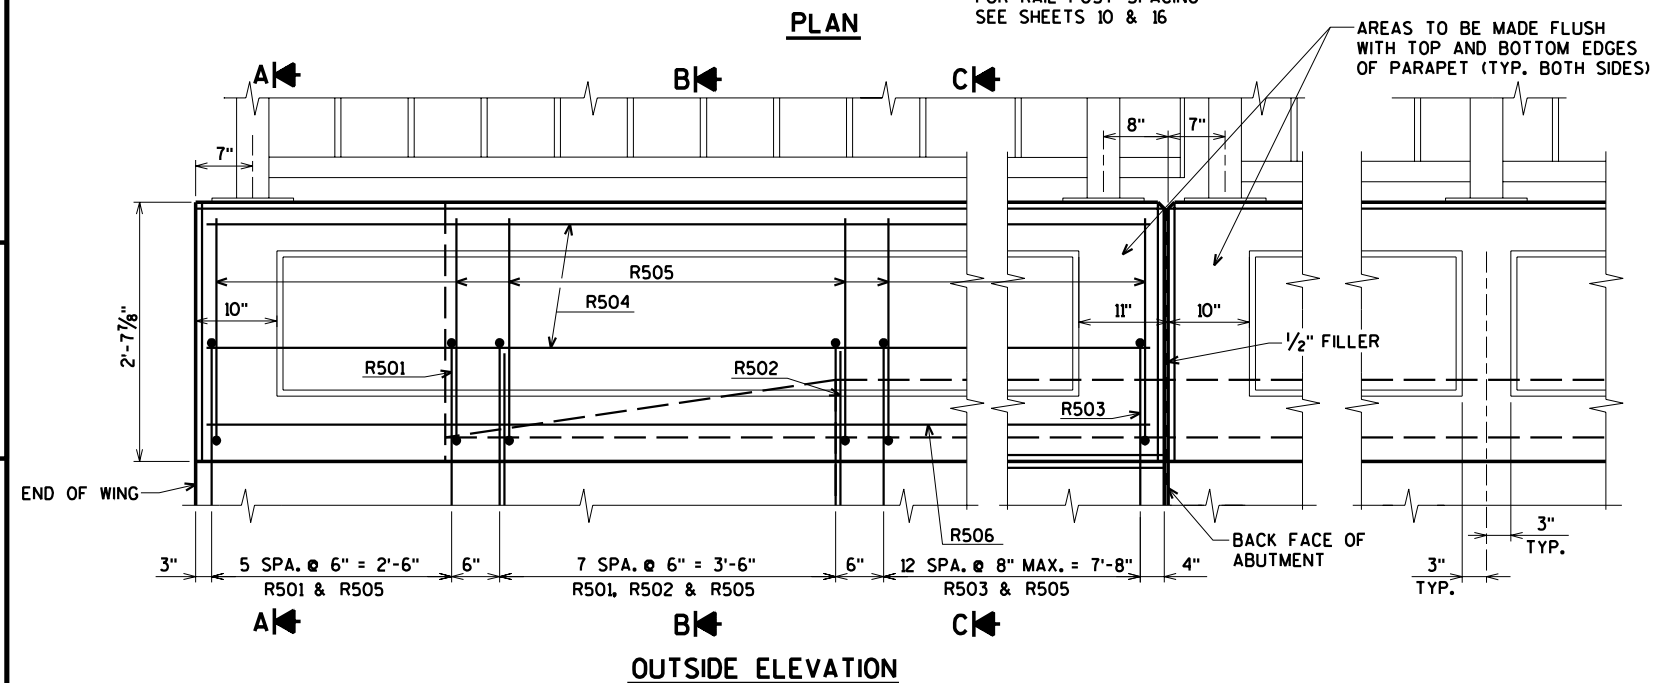 SEE SHEETS 10 & 16
PLAN
AREAS TO BE MADE FLUSH
WITH TOP AND BOTTOM EDGES
OF PARAPET (TYP. BOTH SIDES)
A
B
C
7"
8"
7"
R505
R504
10"
11"
10"
2'-7⅞"
½" FILLER
R501
R502
R503
END OF WING
R506
BACK FACE OF
ABUTMENT
3"
TYP.
3"
TYP.
3"
5 SPA. @ 6" = 2'-6"
6"
7 SPA. @ 6" = 3'-6"
6"
12 SPA. @ 8" MAX. = 7'-8"
4"
R501 & R505
R501, R502 & R505
R503 & R505
A
B
C
OUTSIDE ELEVATION